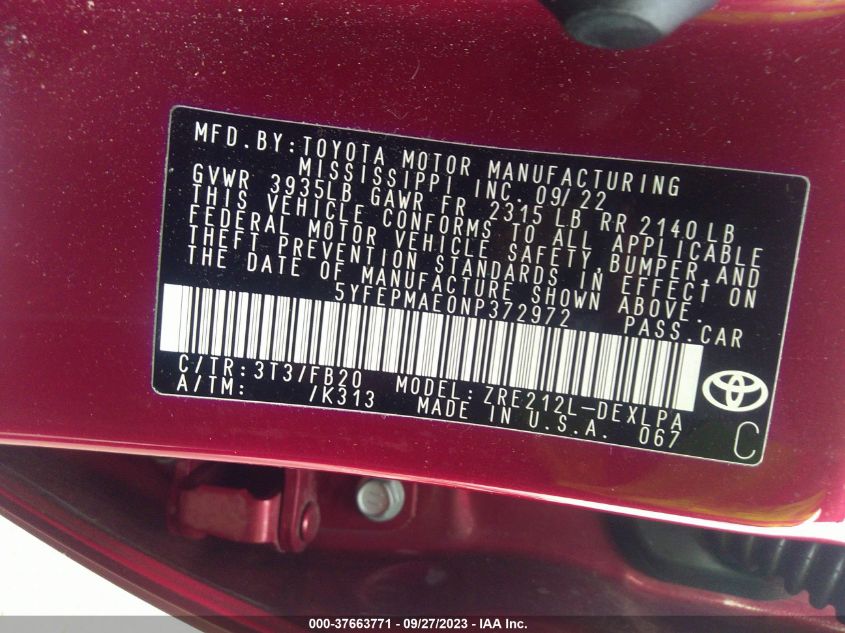 MFD.BY:TOYOTA MOTOR MANUFACTURING
MISSISSIPPI INC. 09/22
GVWR 3935LB GAWR FR 2315 LB RR 2140LB
THIS VEHICLE CONFORMS TO ALL APPLICABLE
FEDERAL MOTOR VEHICLE SAFETY,BUMPER,AND
THEFT PREVENTION STANDARDS IN EFFECT ON
THE DATE OF MANUFACTURE SHOWN ABOVE.
5YFEPMAE0NP372972 PASS.CAR
C/TR:3T3/FB20 MODEL:ZRE212L-DEXLPA
A/TM: /K313 MADE IN U.S.A. 067 C
000-37663771 - 09/27/2023 - IAA Inc.